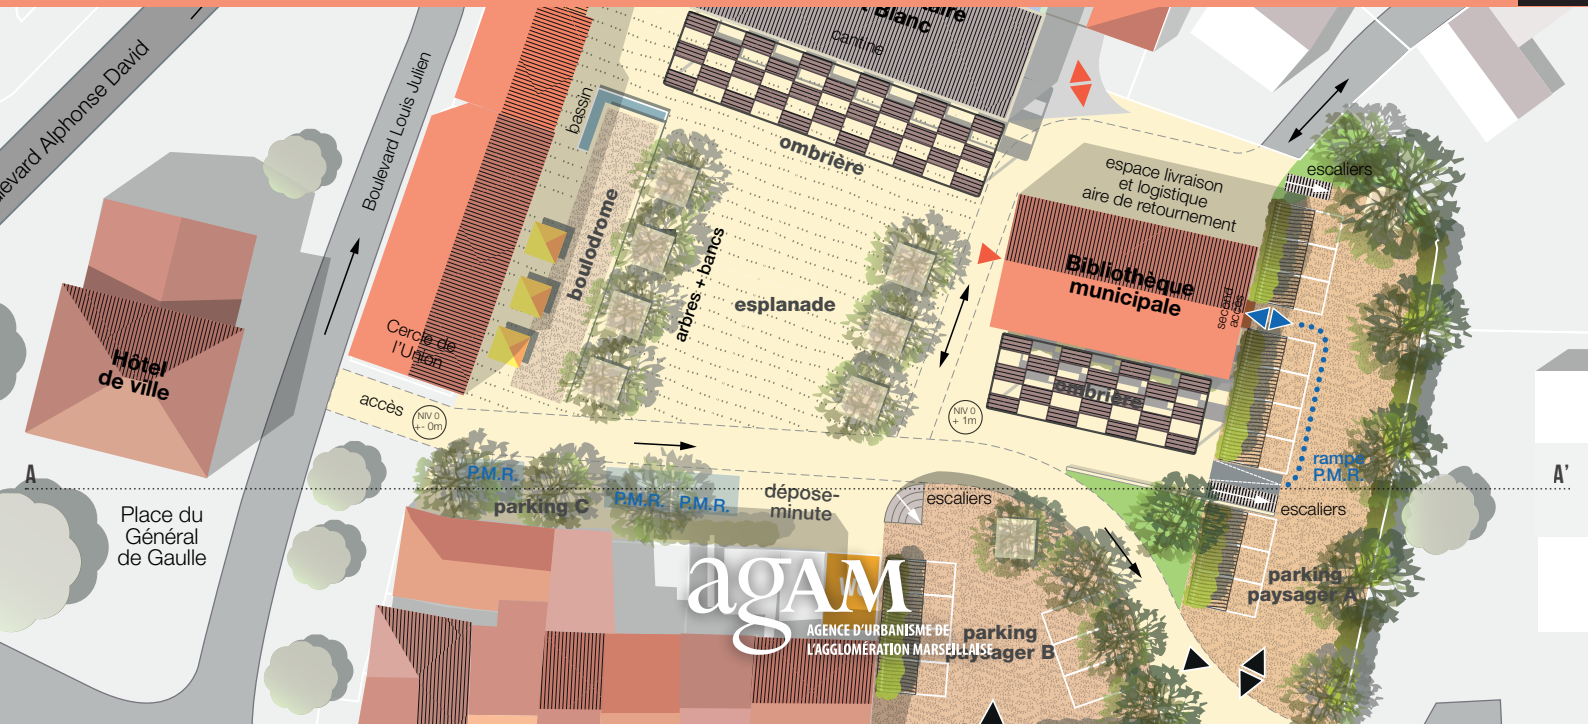 Blanc
cantine
Boulevard Alphonse David
Boulevard Louis Julien
bassin
ombrière
espace livraison
et logistique
aire de retournement
escaliers
boulodrome
arbres + bancs
esplanade
Bibliothèque
municipale
second
accès
Cercle de
l'Union
Hôtel
de ville
accès
NIV 0
+- 0m
NIV 0
+ 1m
ombrière
A
P.M.R.
parking C
P.M.R.
P.M.R.
dépose-
minute
escaliers
rampe
P.M.R.
escaliers
A'
Place du
Général
de Gaulle
parking
paysager A
agAM
AGENCE D'URBANISME DE
L'AGGLOMÉRATION MARSEILLAISE
parking
paysager B